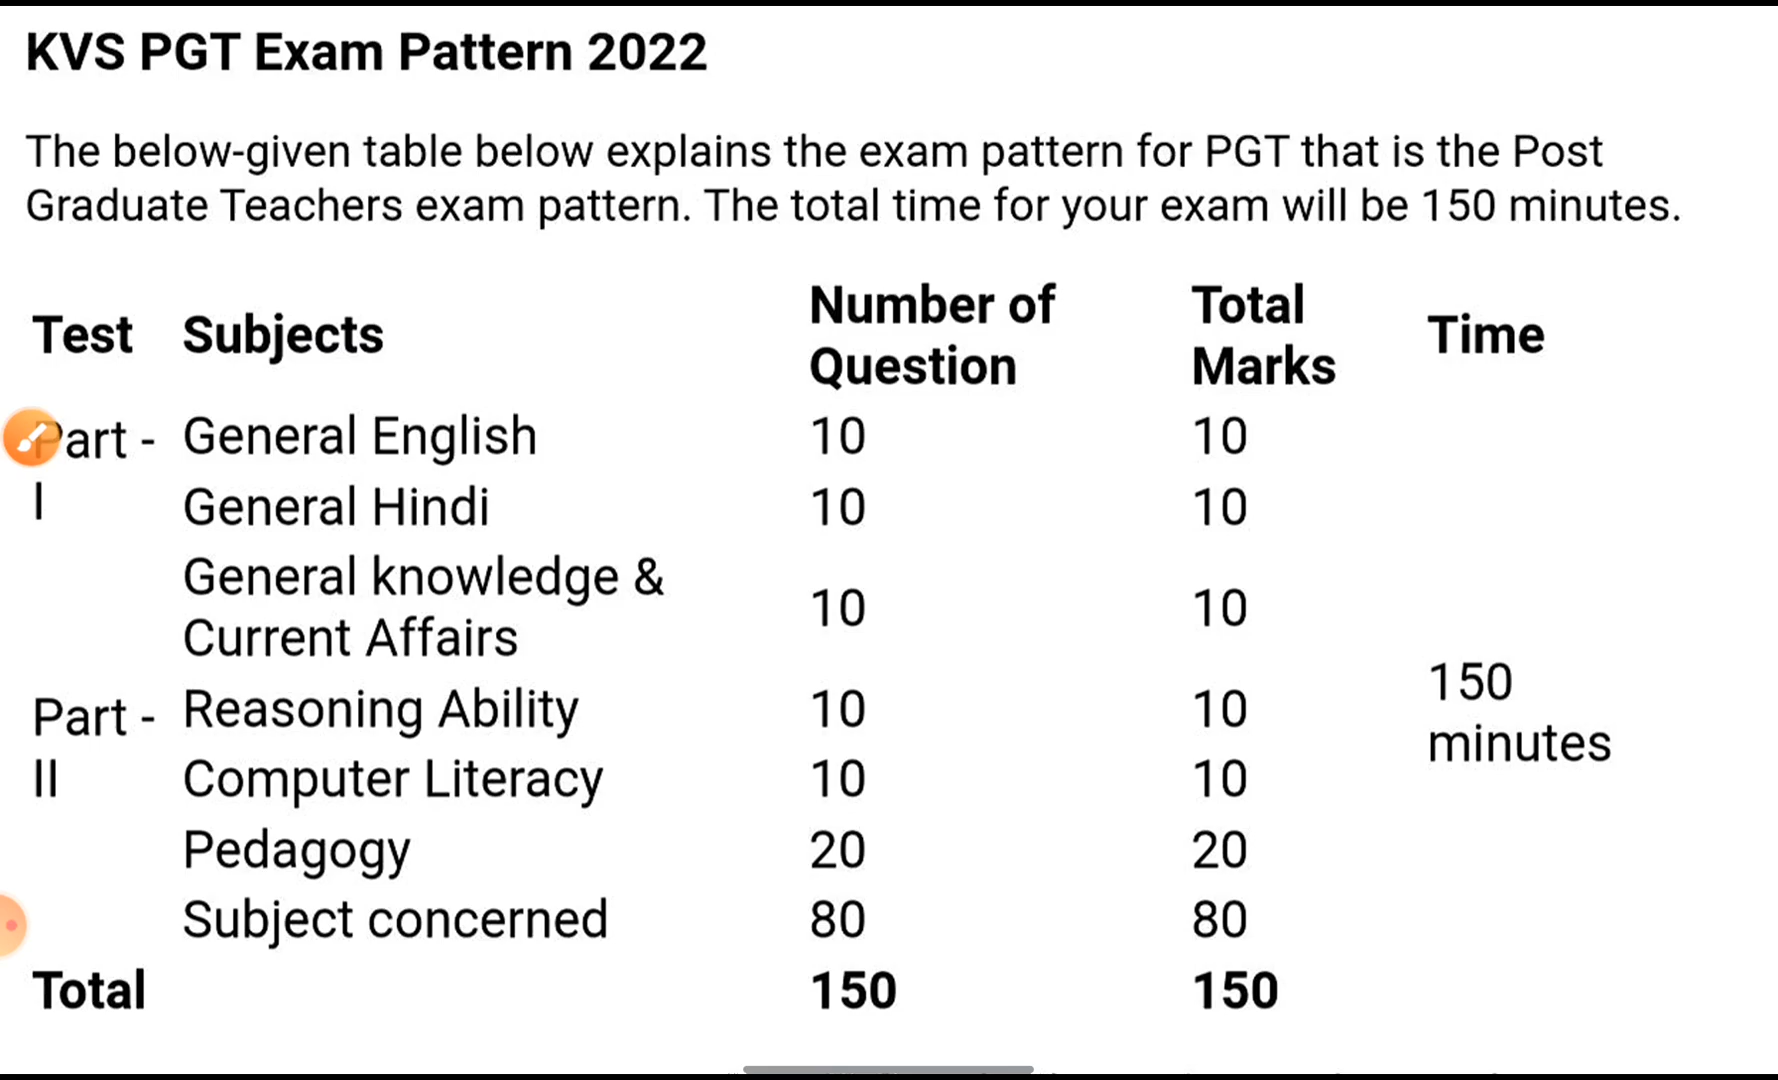 KVS PGT Exam Pattern 2022
The below-given table below explains the exam pattern for PGT that is the Post
Graduate Teachers exam pattern. The total time for your exam will be 150 minutes.
Test Subjects Number of Question Total Marks Time
Part - I General English 10 10
General Hindi 10 10
General knowledge & Current Affairs 10 10
150 minutes
Part - II Reasoning Ability 10 10
Computer Literacy 10 10
Pedagogy 20 20
Subject concerned 80 80
Total 150 150